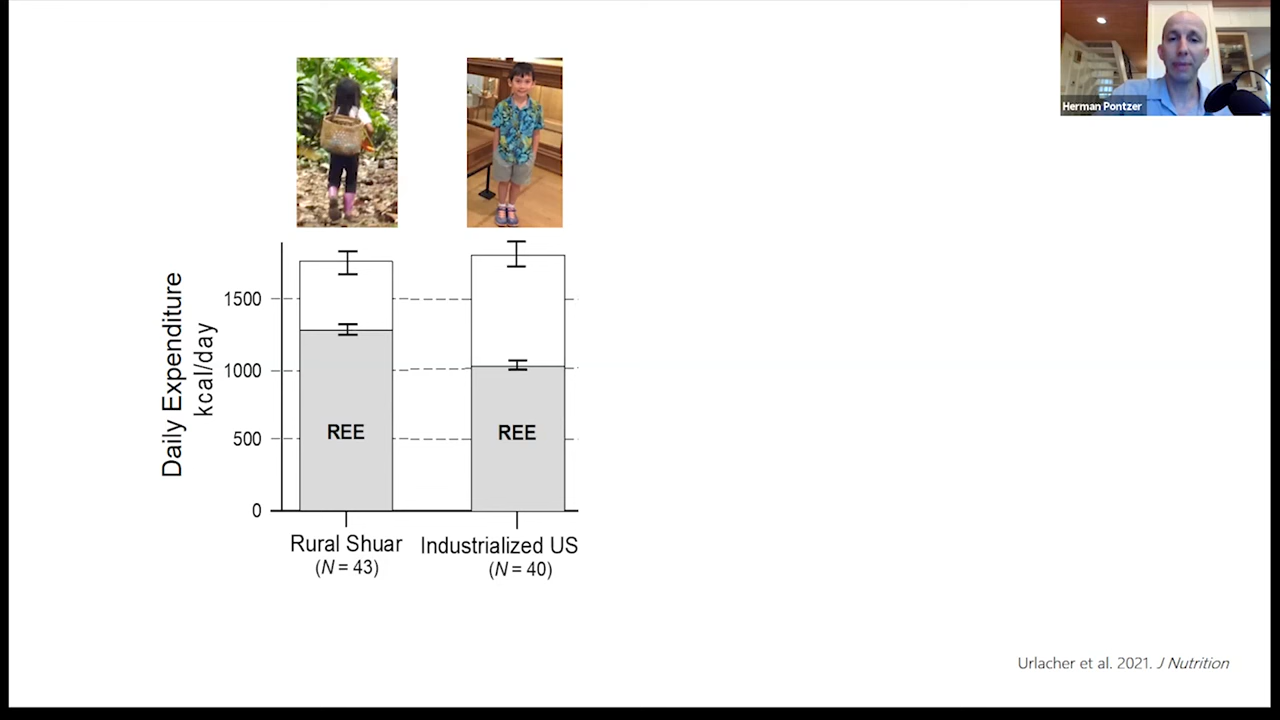 Herman Pontzer
Daily Expenditure
kcal/day
1500
1000
500
0
REE
REE
Rural Shuar
(N = 43)
Industrialized US
(N = 40)
Urlacher et al. 2021. J Nutrition